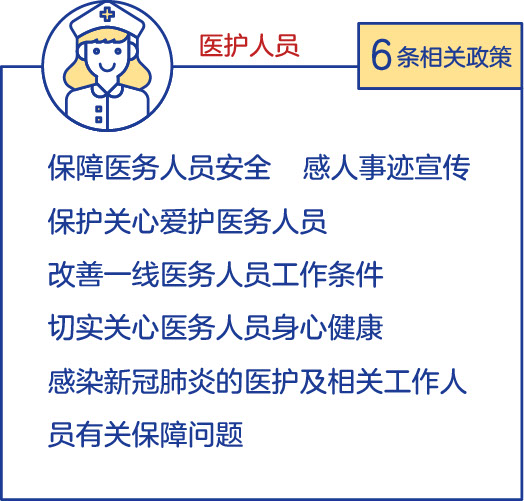 医护人员
6条相关政策
保障医务人员安全 感人事迹宣传
保护关心爱护医务人员
改善一线医务人员工作条件
切实关心医务人员身心健康
感染新冠肺炎的医护及相关工作人
员有关保障问题